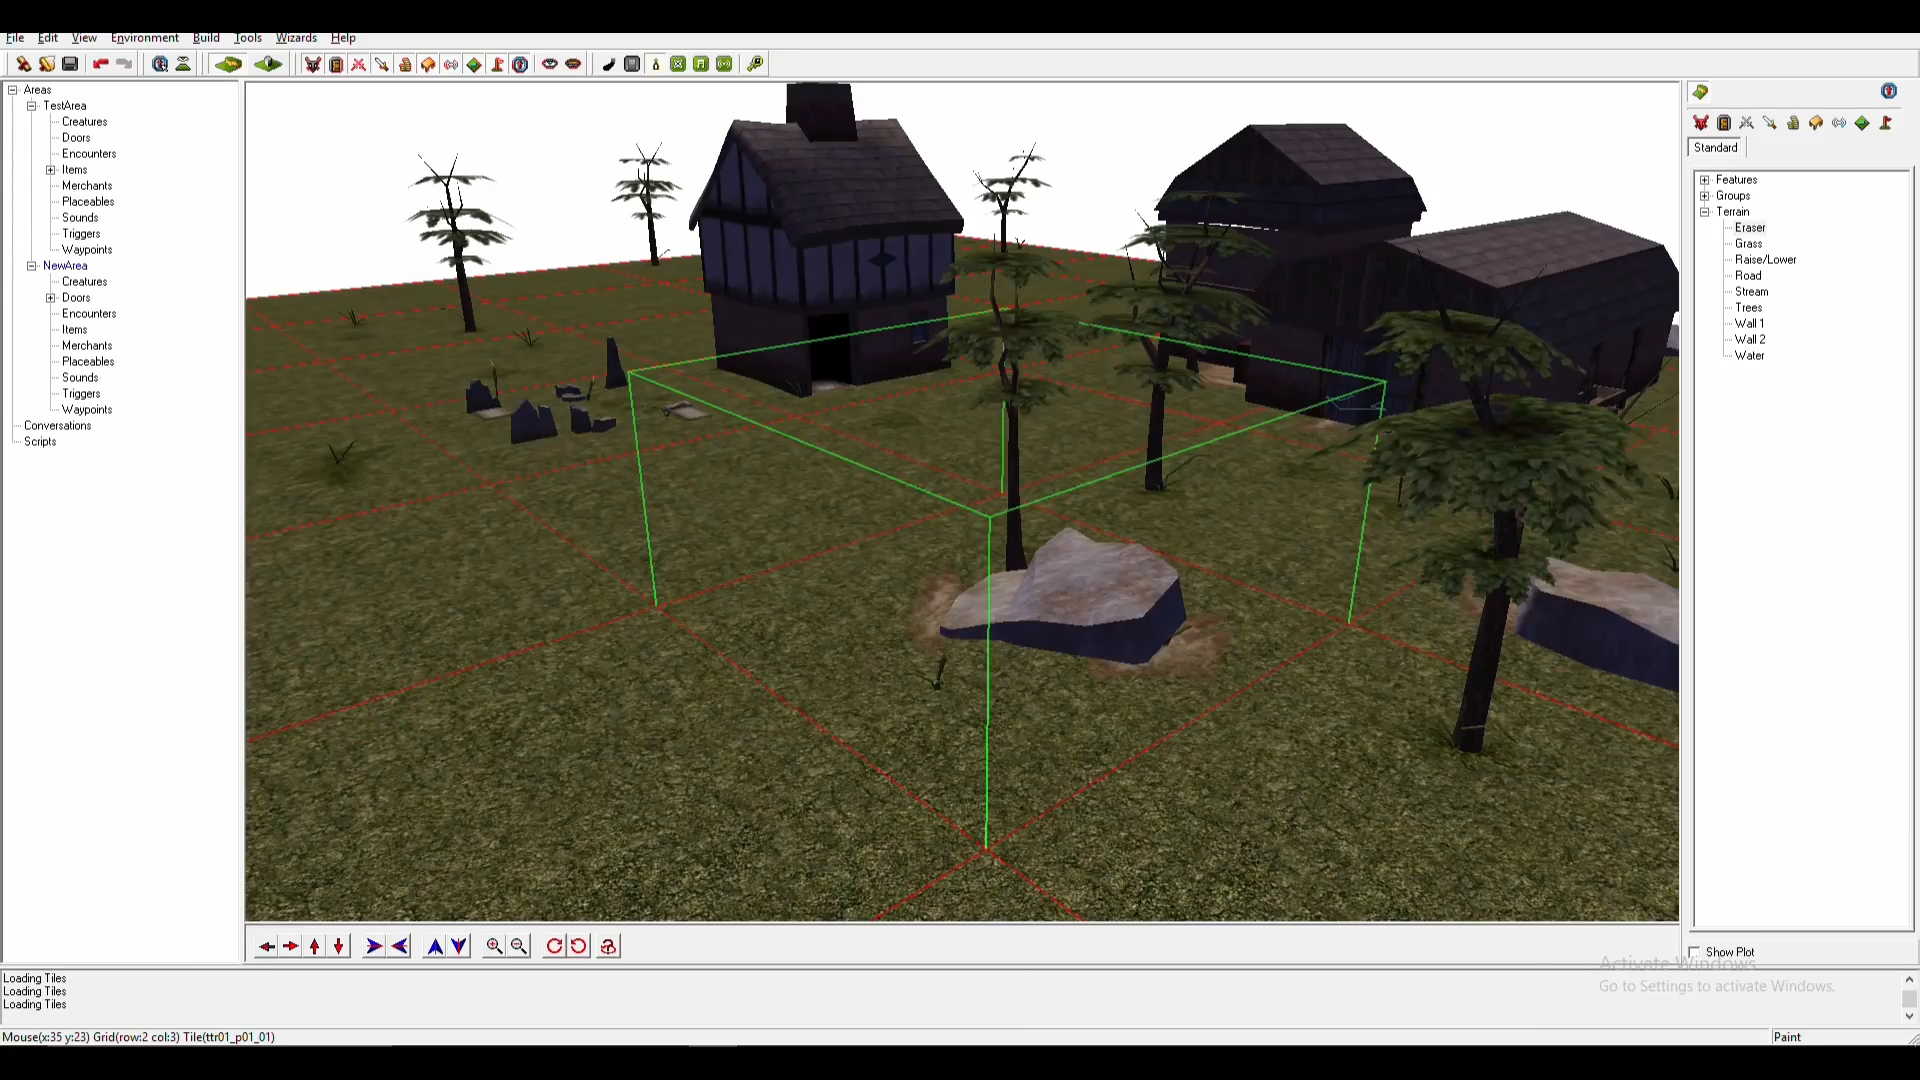 File Edit View Environment Build Tools Wizards Help
Areas
TestArea
Creatures
Doors
Encounters
Items
Merchants
Placeables
Sounds
Triggers
Waypoints
NewArea
Creatures
Doors
Encounters
Items
Merchants
Placeables
Sounds
Triggers
Waypoints
Conversations
Scripts
Standard
Features
Groups
Terrain
Eraser
Grass
Raise/Lower
Road
Stream
Trees
Wall 1
Wall 2
Water
Show Plot
Activate Windows
Go to Settings to activate Windows.
Loading Tiles
Loading Tiles
Loading Tiles
Mouse(x:35 y:23) Grid(row:2 col:3) Tile(ttr01_p01_01)
Paint